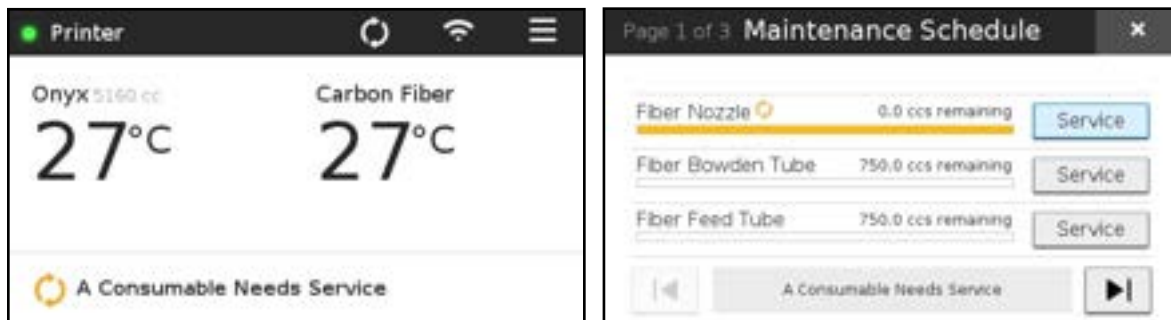 Printer
Onyx 5160 cc
Carbon Fiber
27°C
27°C
A Consumable Needs Service
Page 1 of 3 Maintenance Schedule
Fiber Nozzle 0.0 ccs remaining
Service
Fiber Bowden Tube 750.0 ccs remaining
Service
Fiber Feed Tube 750.0 ccs remaining
Service
A Consumable Needs Service